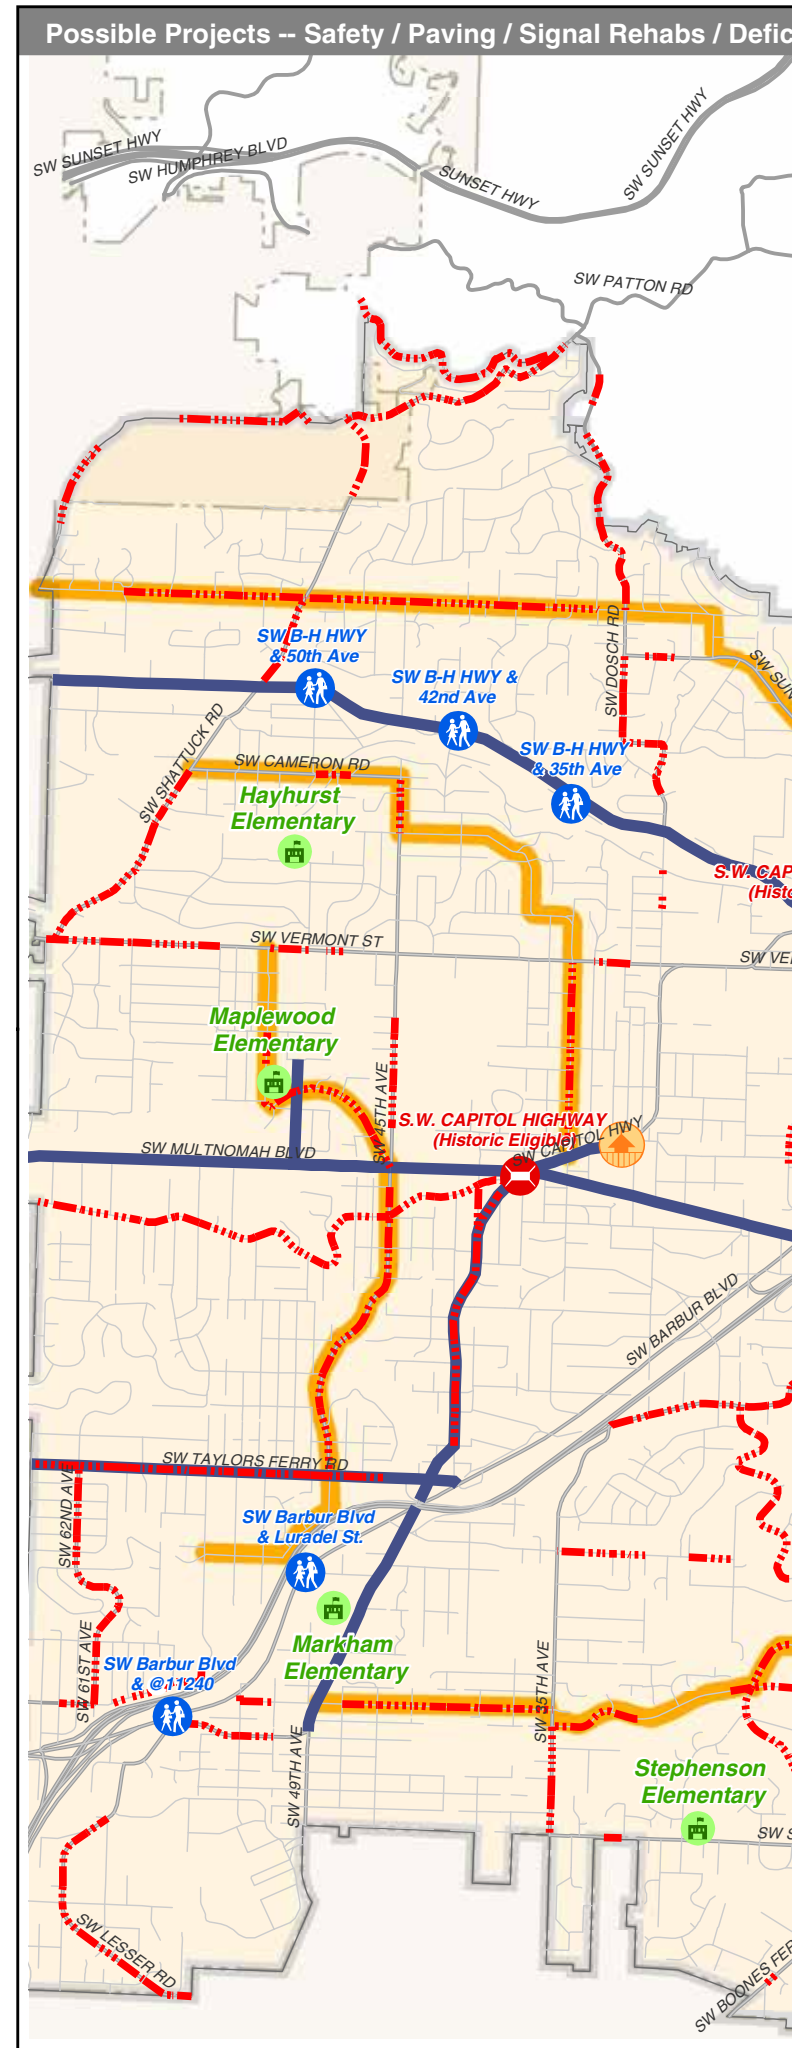 Possible Projects -- Safety / Paving / Signal Rehabs / Defic
SW SUNSET HWY
SW HUMPHREY BLVD
SUNSET HWY
SW SUNSET HWY
SW PATTON RD
SW B-H HWY
& 50th Ave
SW B-H HWY &
42nd Ave
SW DOSCH RD
SW SUN
SW B-H HWY
& 35th Ave
SW SHATTUCK RD
SW CAMERON RD
Hayhurst
Elementary
S.W. CAP
(Histo
SW VERMONT ST
SW VE
Maplewood
Elementary
SW 45TH AVE
S.W. CAPITOL HIGHWAY
(Historic Eligible)
SW CAPITOL HWY
SW MULTNOMAH BLVD
SW BARBUR BLVD
SW TAYLORS FERRY RD
SW 62ND AVE
SW Barbur Blvd
& Luradel St.
Markham
Elementary
SW 61ST AVE
SW Barbur Blvd
& @11240
SW 35TH AVE
SW 49TH AVE
Stephenson
Elementary
SW S
SW LESSER RD
SW BOONES FER